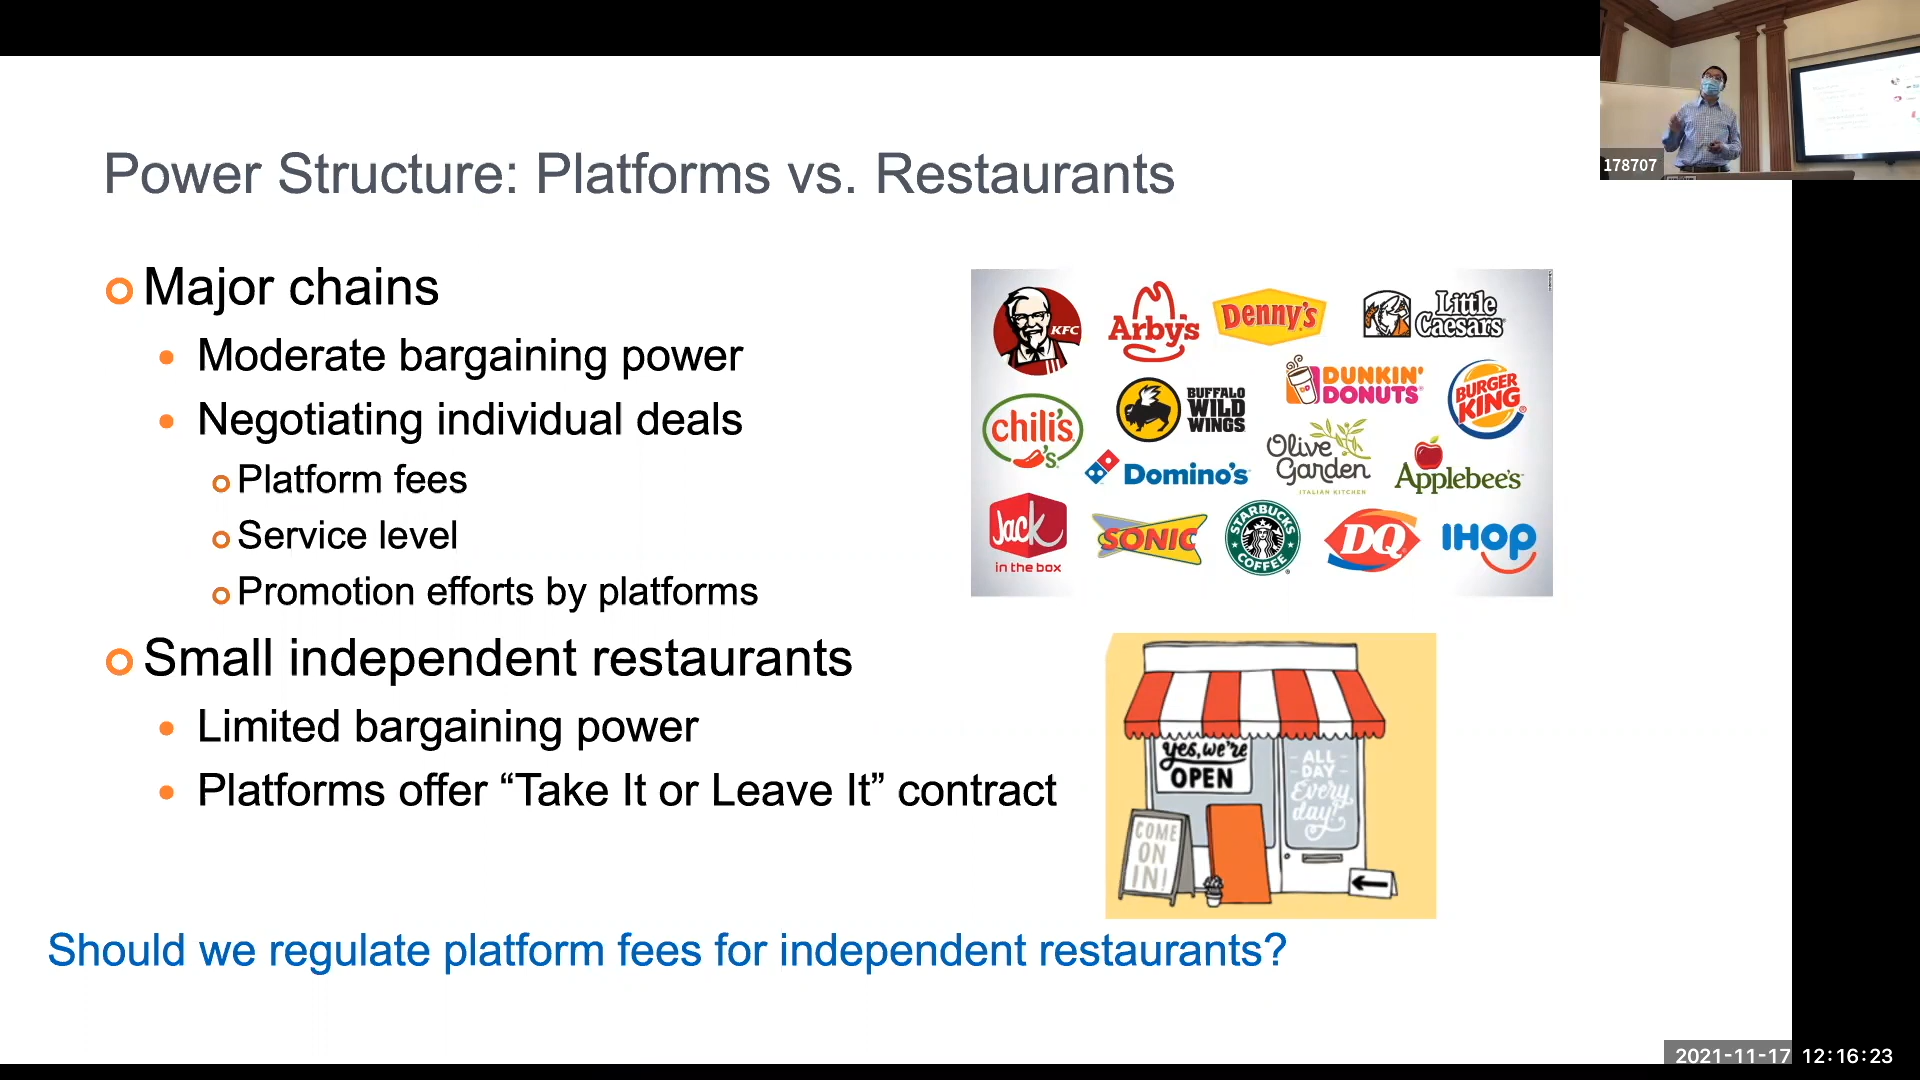 178707
Power Structure: Platforms vs. Restaurants
Major chains
Moderate bargaining power
Negotiating individual deals
Platform fees
Service level
Promotion efforts by platforms
Small independent restaurants
Limited bargaining power
Platforms offer “Take It or Leave It” contract
KFC
Arby's
Denny's
Little
Caesars
chili's
BUFFALO
WILD
WINGS
DUNKIN'
DONUTS
BURGER
KING
Domino's
Olive
Garden
ITALIAN KITCHEN
Applebee's
Jack
in the box
SONIC
STARBUCKS
COFFEE
DQ
IHOP
yes, we're
OPEN
ALL
DAY
Every
day!
COME
ON
IN!
Should we regulate platform fees for independent restaurants?
2021-11-17 12:16:23